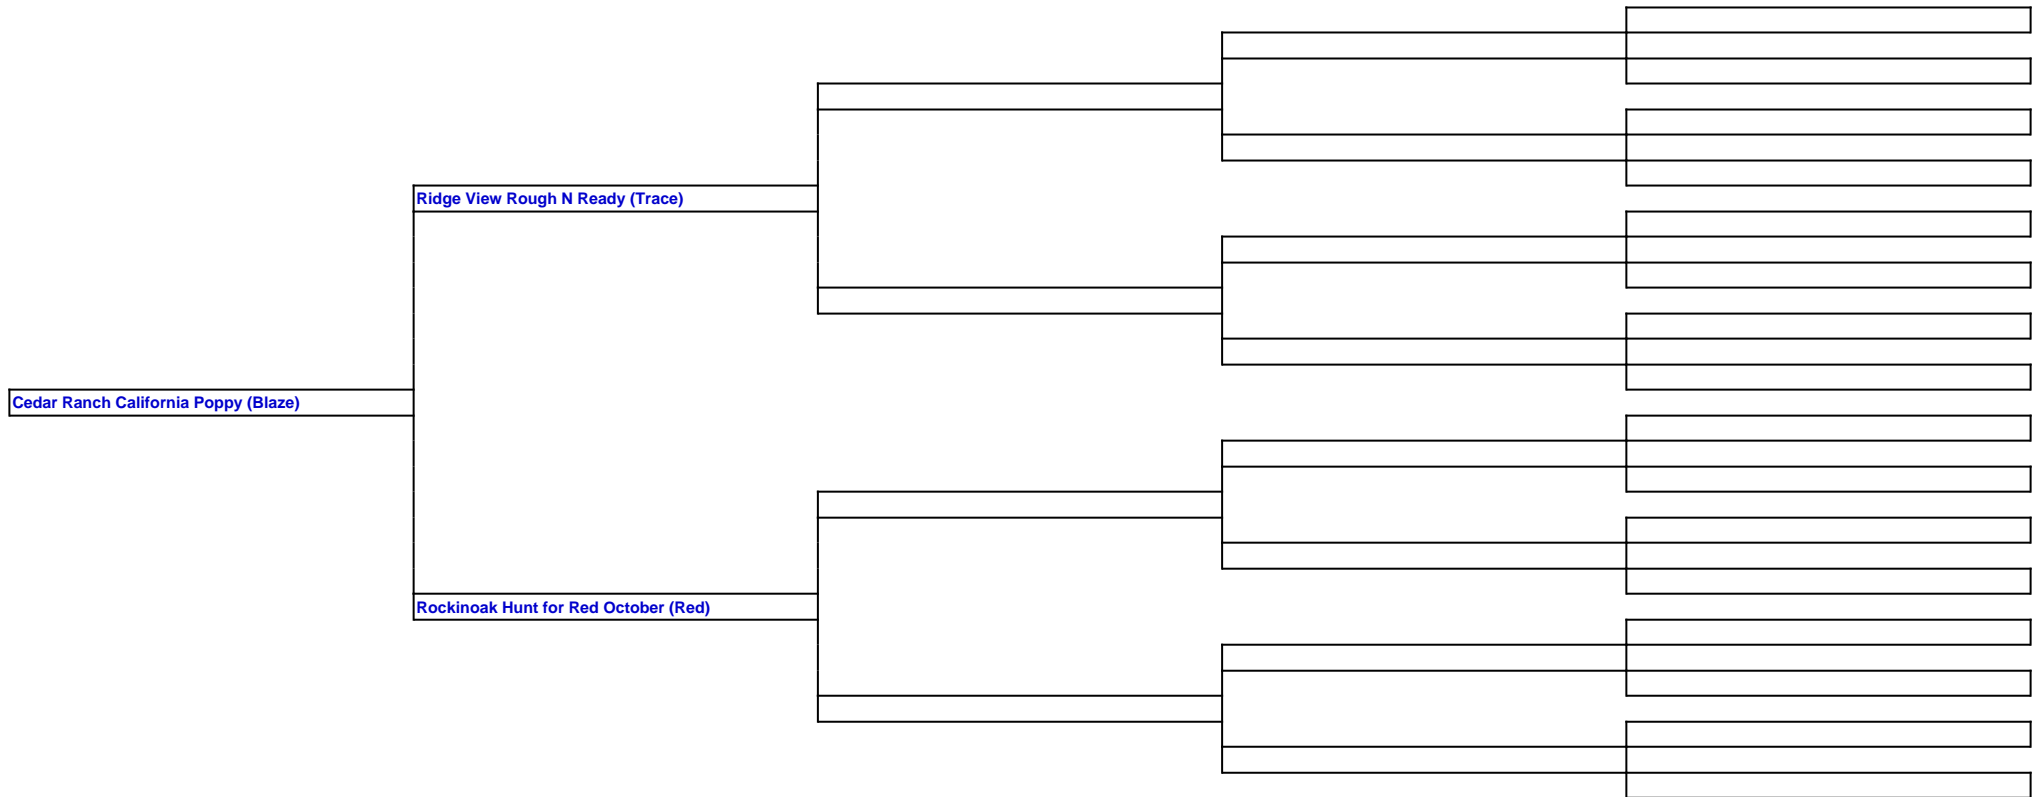 Ridge View Rough N Ready (Trace)
Cedar Ranch California Poppy (Blaze)
Rockinoak Hunt for Red October (Red)